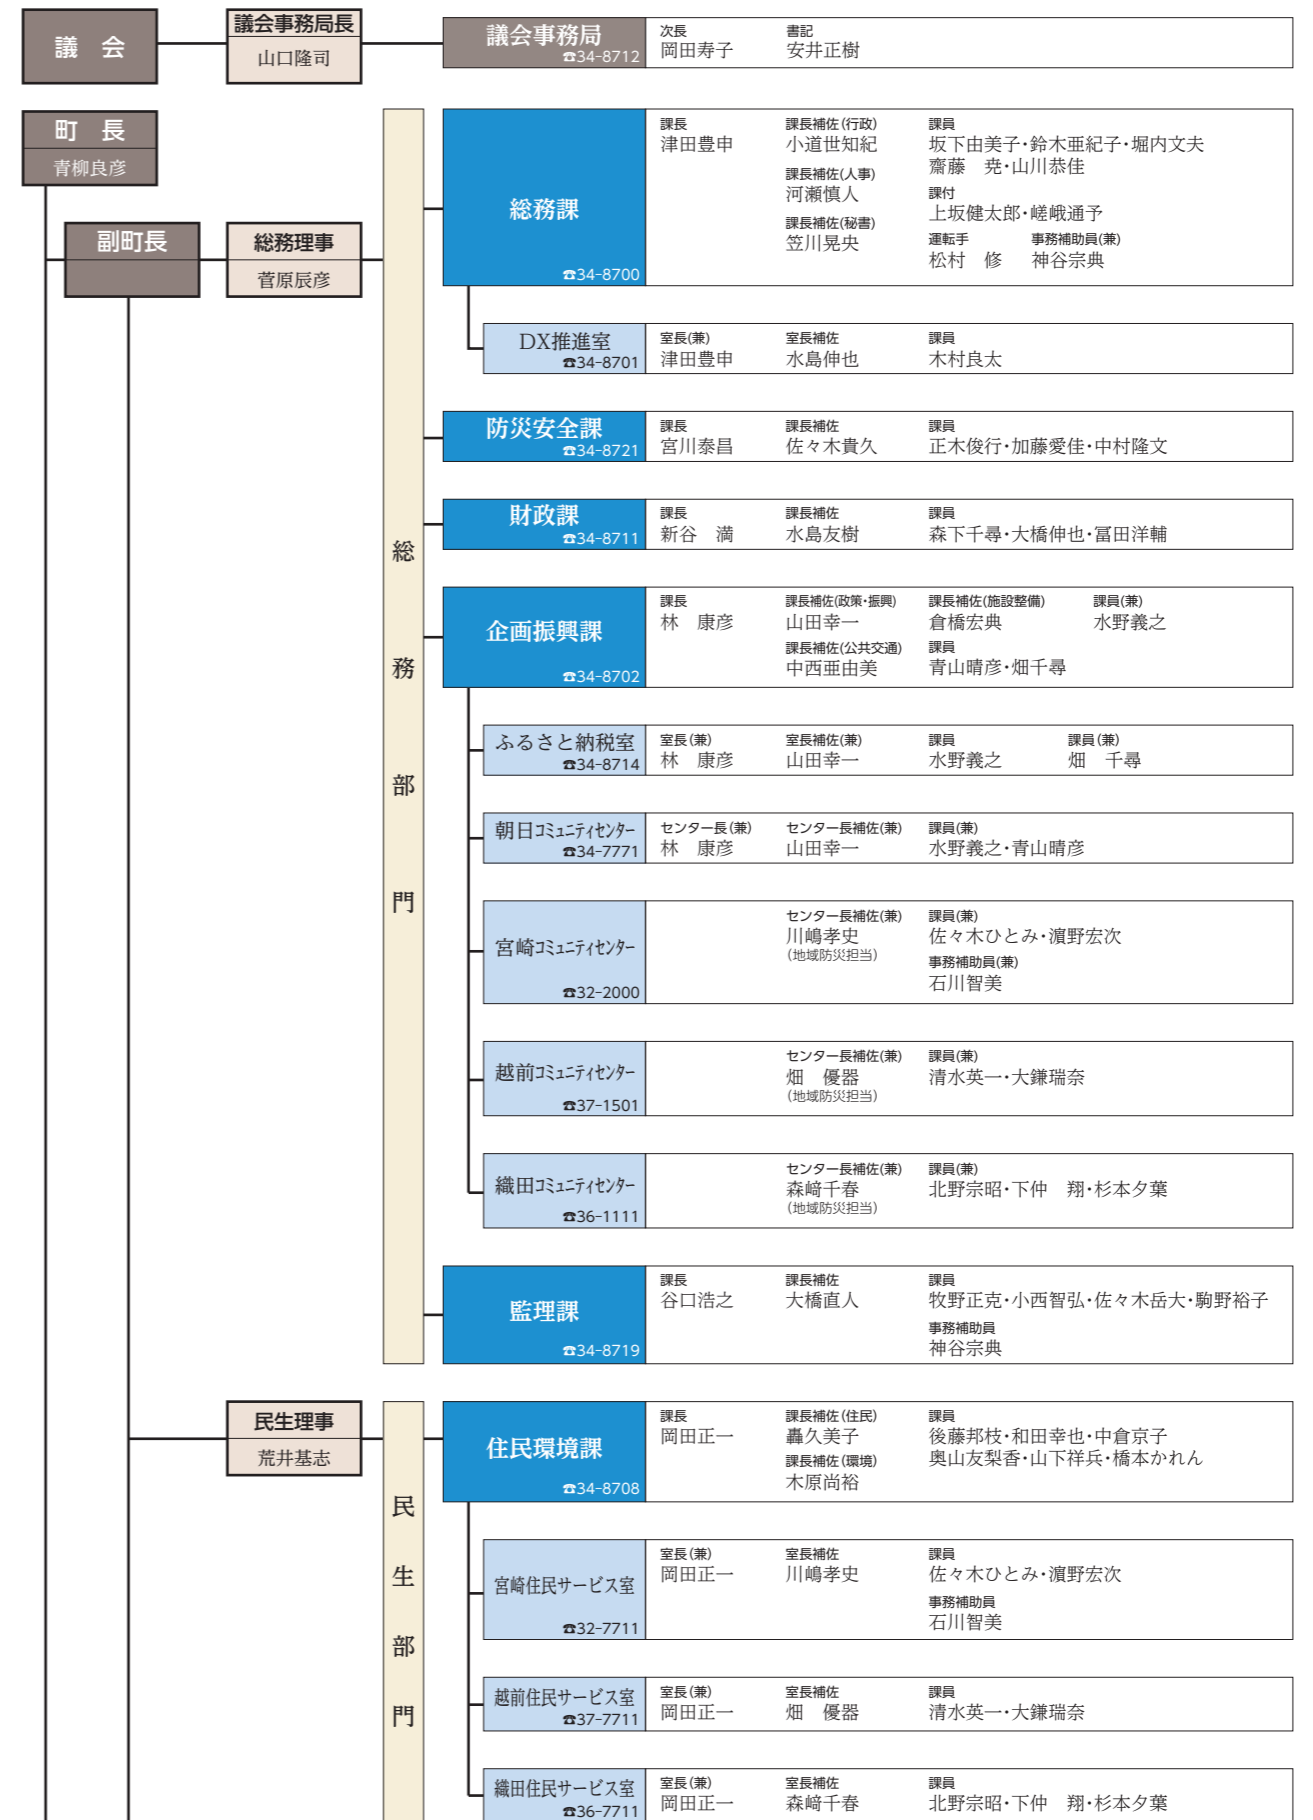 議会
議会事務局長
山口隆司
議会事務局
☎34-8712
次長 書記
岡田寿子 安井正樹
町長
青柳良彦
副町長
総務理事
菅原辰彦
総務部門
総務課
☎34-8700
課長 課長補佐(行政) 課員
津田豊申 小道世知紀 坂下由美子・鈴木亜紀子・堀内文夫
齋藤 尭・山川恭佳
課長補佐(人事)
河瀬慎人
課付
上坂健太郎・嵯峨通予
課長補佐(秘書)
笠川晃央
運転手 事務補助員(兼)
松村 修 神谷宗典
DX推進室
☎34-8701
室長(兼) 室長補佐 課員
津田豊申 水島伸也 木村良太
防災安全課
☎34-8721
課長 課長補佐 課員
宮川泰昌 佐々木貴久 正木俊行・加藤愛佳・中村隆文
財政課
☎34-8711
課長 課長補佐 課員
新谷 満 水島友樹 森下千尋・大橋伸也・冨田洋輔
企画振興課
☎34-8702
課長 課長補佐(政策・振興) 課長補佐(施設整備) 課員(兼)
林 康彦 山田幸一 倉橋宏典 水野義之
課長補佐(公共交通) 課員
中西亜由美 青山晴彦・畑千尋
ふるさと納税室
☎34-8714
室長(兼) 室長補佐(兼) 課員 課員(兼)
林 康彦 山田幸一 水野義之 畑 千尋
朝日コミュニティセンター
☎34-7771
センター長(兼) センター長補佐(兼) 課員(兼)
林 康彦 山田幸一 水野義之・青山晴彦
宮崎コミュニティセンター
☎32-2000
センター長補佐(兼) 課員(兼)
川嶋孝史 佐々木ひとみ・濵野宏次
(地域防災担当)
事務補助員(兼)
石川智美
越前コミュニティセンター
☎37-1501
センター長補佐(兼) 課員(兼)
畑 優器 清水英一・大鎌瑞奈
(地域防災担当)
織田コミュニティセンター
☎36-1111
センター長補佐(兼) 課員(兼)
森﨑千春 北野宗昭・下仲 翔・杉本夕葉
(地域防災担当)
監理課
☎34-8719
課長 課長補佐 課員
谷口浩之 大橋直人 牧野正克・小西智弘・佐々木岳大・駒野裕子
事務補助員
神谷宗典
民生理事
荒井基志
民生部門
住民環境課
☎34-8708
課長 課長補佐(住民) 課員
岡田正一 轟久美子 後藤邦枝・和田幸也・中倉京子
奥山友梨香・山下祥兵・橋本かれん
課長補佐(環境)
木原尚裕
宮崎住民サービス室
☎32-7711
室長(兼) 室長補佐 課員
岡田正一 川嶋孝史 佐々木ひとみ・濵野宏次
事務補助員
石川智美
越前住民サービス室
☎37-7711
室長(兼) 室長補佐 課員
岡田正一 畑 優器 清水英一・大鎌瑞奈
織田住民サービス室
☎36-7711
室長(兼) 室長補佐 課員
岡田正一 森﨑千春 北野宗昭・下仲 翔・杉本夕葉